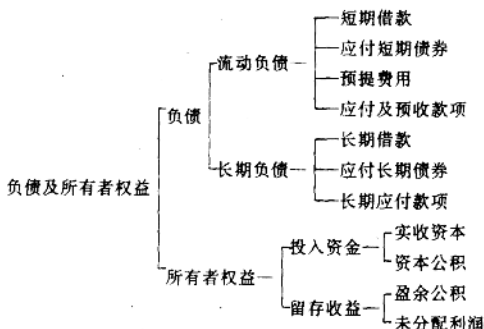 短期借款
应付短期债券
流动负债
预提费用
应付及预收款项
负债
长期借款
长期负债
应付长期债券
长期应付款项
负债及所有者权益
实收资本
投入资金
资本公积
所有者权益
盈余公积
留存收益
未分配利润